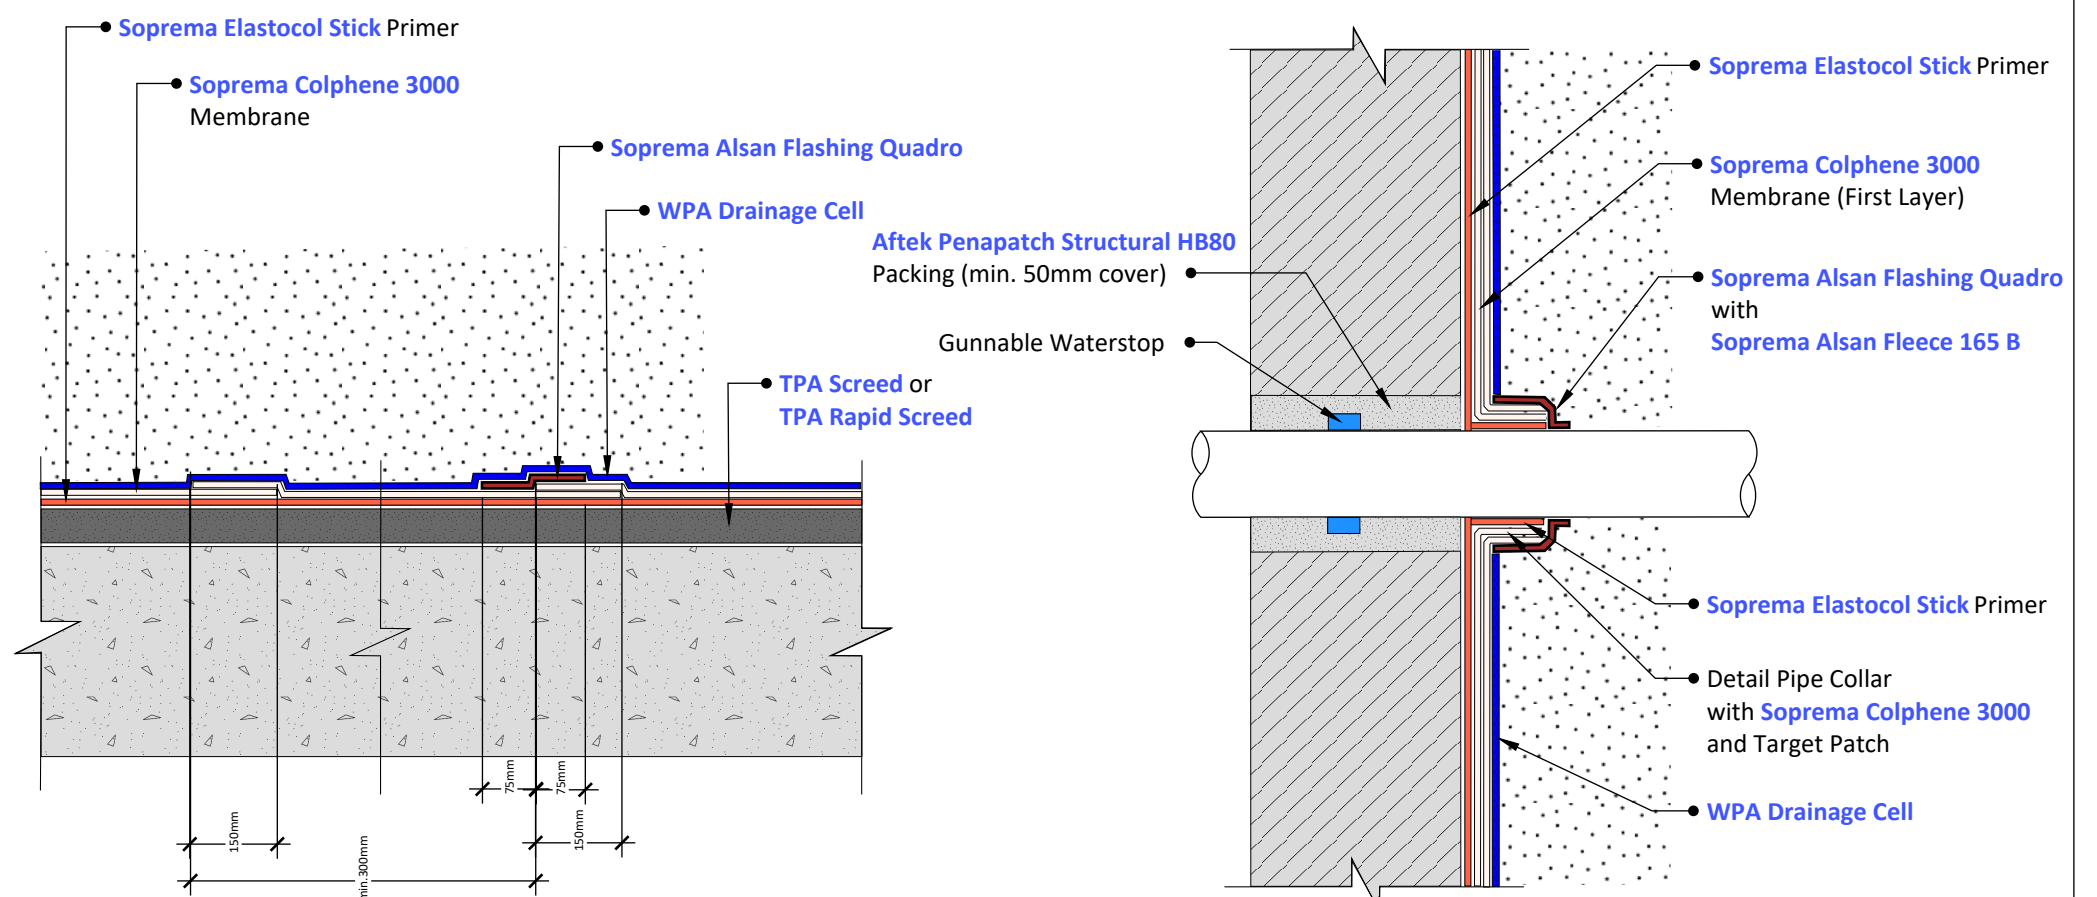 Soprema Elastocol Stick Primer
Soprema Colphene 3000
Membrane
Soprema Alsan Flashing Quadro
WPA Drainage Cell
TPA Screed or
TPA Rapid Screed
75mm
75mm
150mm
150mm
min.300mm
Aftek Penapatch Structural HB80
Packing (min. 50mm cover)
Gunnable Waterstop
Soprema Elastocol Stick Primer
Soprema Colphene 3000
Membrane (First Layer)
Soprema Alsan Flashing Quadro
with
Soprema Alsan Fleece 165 B
Soprema Elastocol Stick Primer
Detail Pipe Collar
with Soprema Colphene 3000
and Target Patch
WPA Drainage Cell